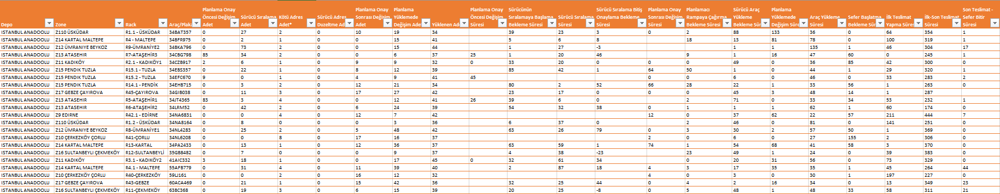 Planlama Onay Planlama Onay Planlama Planlama Onay Sürücünün Sürücü Sıralama Bitiş Planlama Onay Planlamacı Sürücü Araç Planlama Son Teslimat -
Öncesi Değişim Sürücü Sıralama Kötü Adres Sürücü Adres Sonrası Değişim Yüklemede Öncesi Değişim Sıralamaya Başlama Sürücü Sıralama Onaylama Bekleme Sonrası Değişim Rampaya Çağırma Yükleme Yüklemede Araç Yükleme Sefer Başlatma İlk Teslimat İlk-Son Teslimat Sefer Bitir
Depo Zone Rack Araç/Plaka Adet Adet Adet* Duzeltme Ad Adet Değişim Adet Yüklenen Ade Süresi Bekleme Süresi Süresi Süresi Süresi Bekleme Süresi Bekleme Sür Değişim Süre Süresi Bekleme Süre Yapma Süres Süresi Süresi
ISTANBUL ANADOLU Z110 ÜSKÜDAR R1.1 - ÜSKÜDAR 34BAT357 0 27 2 0 10 19 34 39 23 3 0 2 88 133 36 0 64 354 1
ISTANBUL ANADOOLU Z14 KARTAL MALTEPE R4 - MALTEPE 34BFR975 0 2 1 0 0 15 41 5 6 8 18 13 81 78 0 100 319 1
ISTANBUL ANADOOLU Z12 ÜMRANIYE BEYKOZ R9-ÜMRANİYE2 34BKA796 0 73 2 0 0 15 44 1 27 -3 1 1 135 1 46 304 17
ISTANBUL ANADOOLU Z13 ATASEHIR R7-ATAŞEHİR3 34CBG798 85 34 2 0 0 6 37 25 1 20 46 9 1 16 47 60 0 245 1
ISTANBUL ANADOOLU Z11 KADIKÖY R2.1 - KADIKÖY1 34CZB917 2 6 1 0 9 9 32 0 33 20 0 0 0 49 0 36 85 42 300 0
ISTANBUL ANADOOLU Z15 PENDIK TUZLA R15.1 - TUZLA 34EBS357 0 22 1 0 8 12 39 85 42 1 64 50 1 0 44 1 29 320 1
ISTANBUL ANADOOLU Z15 PENDIK TUZLA R15.2 - TUZLA 34EFC670 9 0 1 0 4 9 41 45 0 0 6 0 46 0 33 283 2
ISTANBUL ANADOOLU Z15 PENDIK TUZLA R14.1 - PENDİK 34EHB715 0 3 2 0 12 21 34 80 2 52 66 28 22 1 33 56 1 263 0
ISTANBUL ANADOOLU Z17 GEBZE ÇAYIROVA R45-ÇAYIROVA 34GIB038 0 11 3 0 17 27 42 23 17 0 0 0 45 3 48 14 1 287
ISTANBUL ANADOOLU Z13 ATASEHIR R5-ATAŞEHİR1 34JT4365 83 3 4 0 0 12 41 26 39 6 0 2 71 0 33 34 53 232 1
ISTANBUL ANADOOLU Z13 ATASEHIR R6-ATAŞEHİR2 34LRM52 0 42 2 0 6 24 39 54 32 38 0 1 1 1 62 1 60 174 0
ISTANBUL ANADOOLU Z9 EDIRNE R42.1 - EDİRNE 34NA6831 0 0 4 0 12 7 42 12 0 37 62 22 57 211 444 7
ISTANBUL ANADOOLU Z110 ÜSKÜDAR R1.2 - ÜSKÜDAR 34NA8164 0 8 0 0 0 3 36 6 37 0 2 46 0 81 0 141 251 0
ISTANBUL ANADOOLU Z12 ÜMRANIYE BEYKOZ R8-ÜMRANİYE1 34NL4283 0 25 2 0 5 48 42 63 26 79 0 3 30 2 57 50 1 369 0
ISTANBUL ANADOOLU Z10 ÇERKEZKÖY ÇORLU R41-ÇORLU 34NL6208 0 0 8 0 17 16 37 2 0 6 0 27 155 2 306 0
ISTANBUL ANADOOLU Z14 KARTAL MALTEPE R13-KARTAL 34PA2433 0 13 1 0 12 36 37 63 59 1 74 1 54 68 41 58 3 370 0
ISTANBUL ANADOOLU Z16 SULTANBEYLI ÇEKMEKÖY R12-SULTANBEYLİ 35GB8482 0 7 0 0 0 9 37 4 38 -23 23 49 1 24 0 39 383 0
ISTANBUL ANADOOLU Z11 KADIKÖY R3.1 - KADIKÖY2 41AIC332 3 18 1 0 0 17 45 0 32 61 34 0 20 31 56 0 73 329 0
ISTANBUL ANADOOLU Z14 KARTAL MALTEPE R4.1 - MALTEPE 55AFB779 0 31 4 0 11 39 40 2 87 18 4 3 17 35 35 1 45 264 44
ISTANBUL ANADOOLU Z10 ÇERKEZKÖY ÇORLU R40-ÇERKEZKÖY 59LJ161 0 0 2 0 16 12 32 4 0 3 0 30 1 197 227 0
ISTANBUL ANADOOLU Z17 GEBZE ÇAYIROVA R43-GEBZE 60ACA469 0 21 1 0 15 42 36 32 25 44 0 4 2 16 34 0 13 349 23
ISTANBUL ANADOOLU Z16 SULTANBEYLI ÇEKMEKÖY R11-ÇEKMEKÖY 63BC368 0 19 3 0 6 15 39 20 25 -8 0 5 48 1 48 33 58 311 21